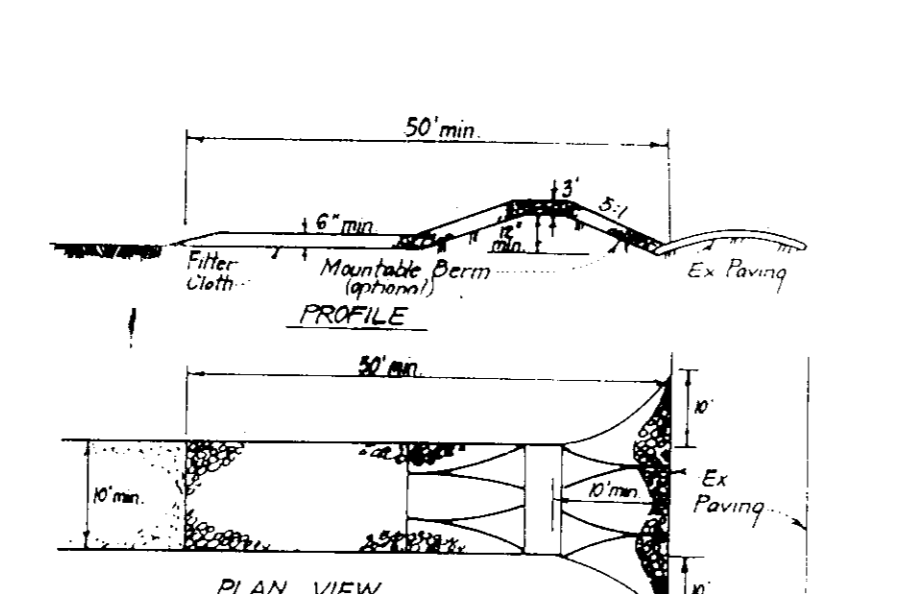 50' min.
3'
5:1
6" min.
12"
min.
Filter
Cloth
Mountable Berm
(optional)
Ex Paving
PROFILE
50' min.
10'
10' min.
10' min.
Ex
Paving
10'
PLAN VIEW